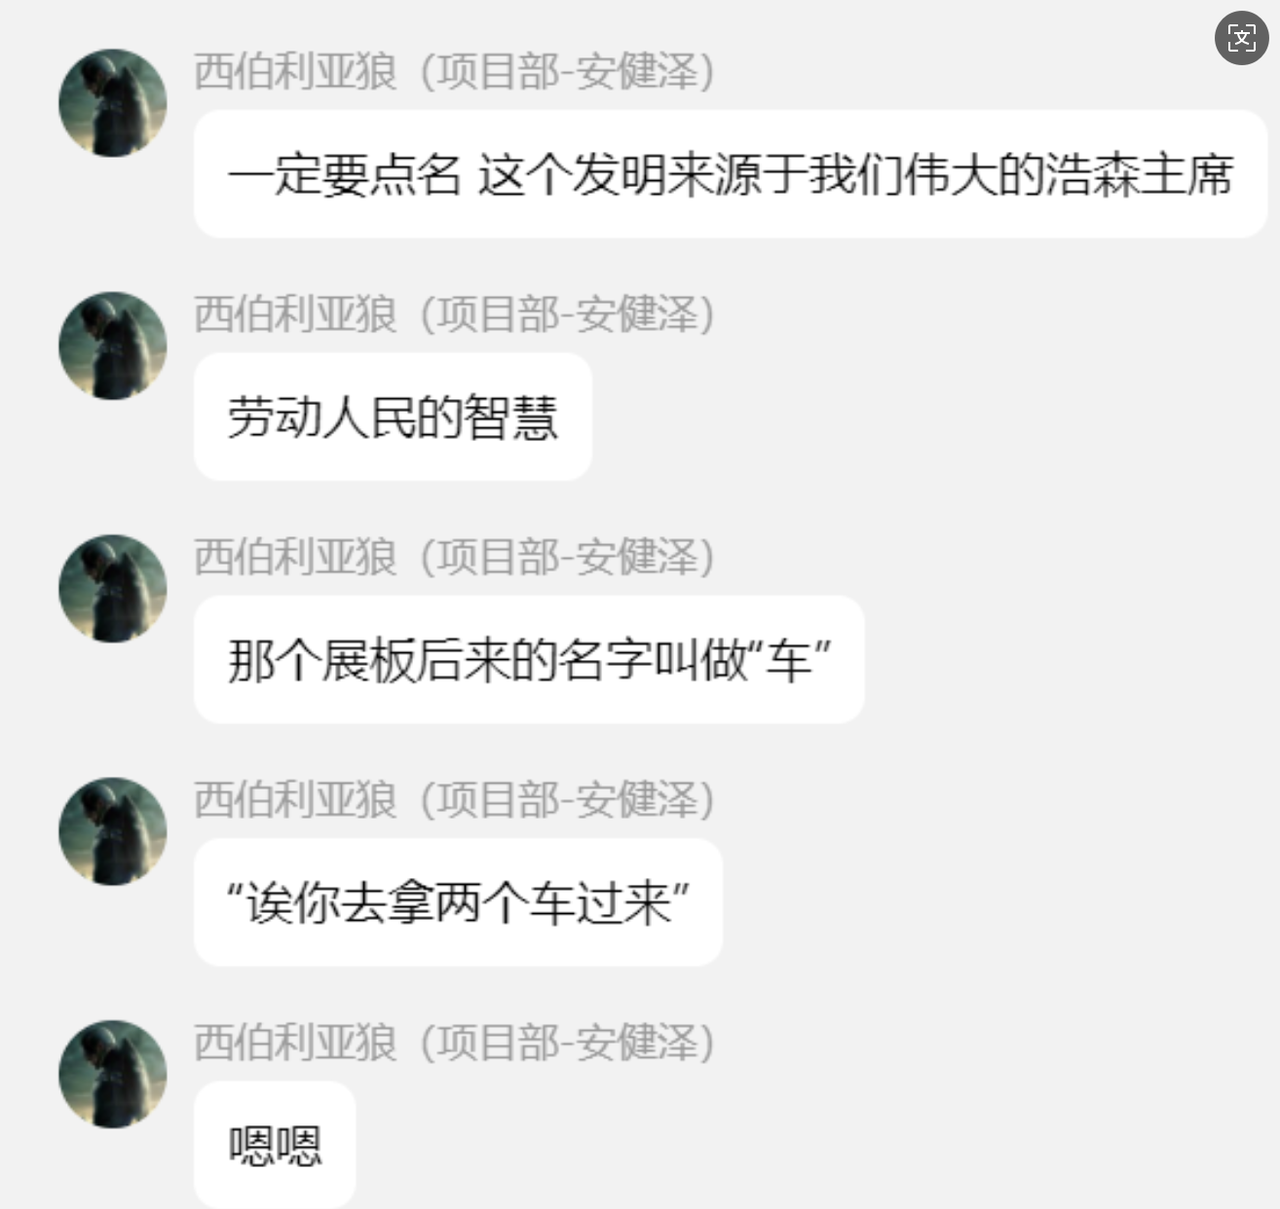 西伯利亚狼（项目部-安健泽）
一定要点名 这个发明来源于我们伟大的浩森主席
西伯利亚狼（项目部-安健泽）
劳动人民的智慧
西伯利亚狼（项目部-安健泽）
那个展板后来的名字叫做“车”
西伯利亚狼（项目部-安健泽）
“诶你去拿两个车过来”
西伯利亚狼（项目部-安健泽）
嗯嗯